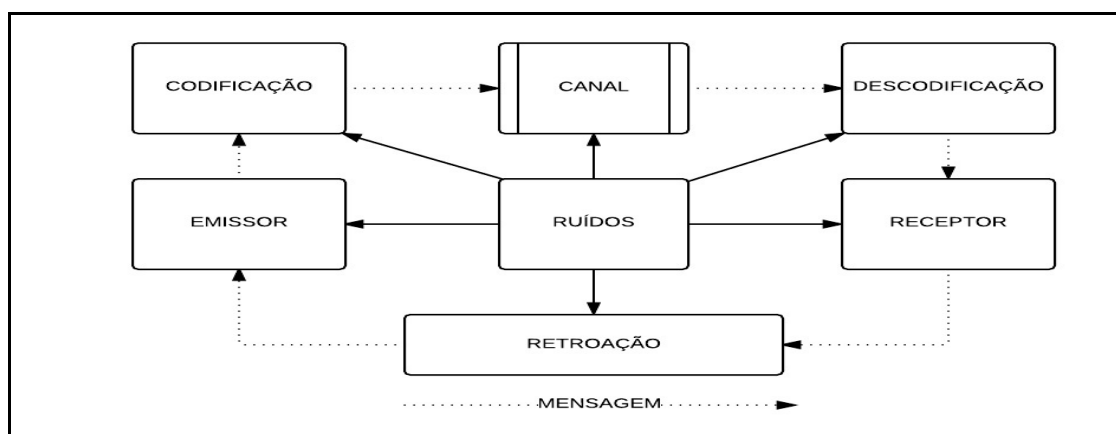 CODIFICAÇÃO
CANAL
DESCODIFICAÇÃO
EMISSOR
RUÍDOS
RECEPTOR
RETROAÇÃO
MENSAGEM